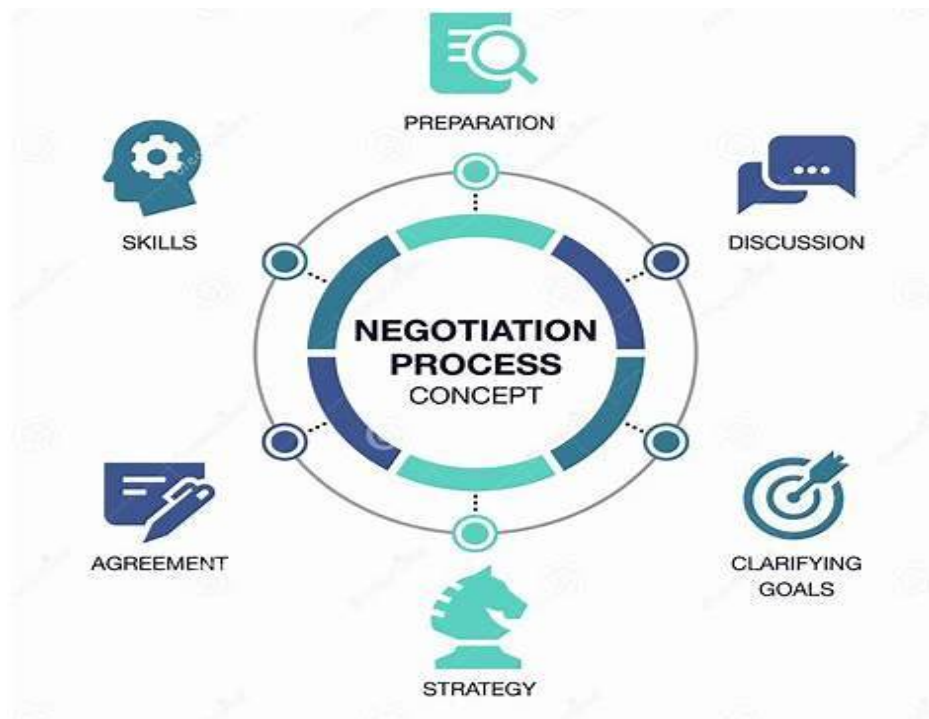 PREPARATION
SKILLS
DISCUSSION
NEGOTIATION
PROCESS
CONCEPT
AGREEMENT
CLARIFYING
GOALS
STRATEGY